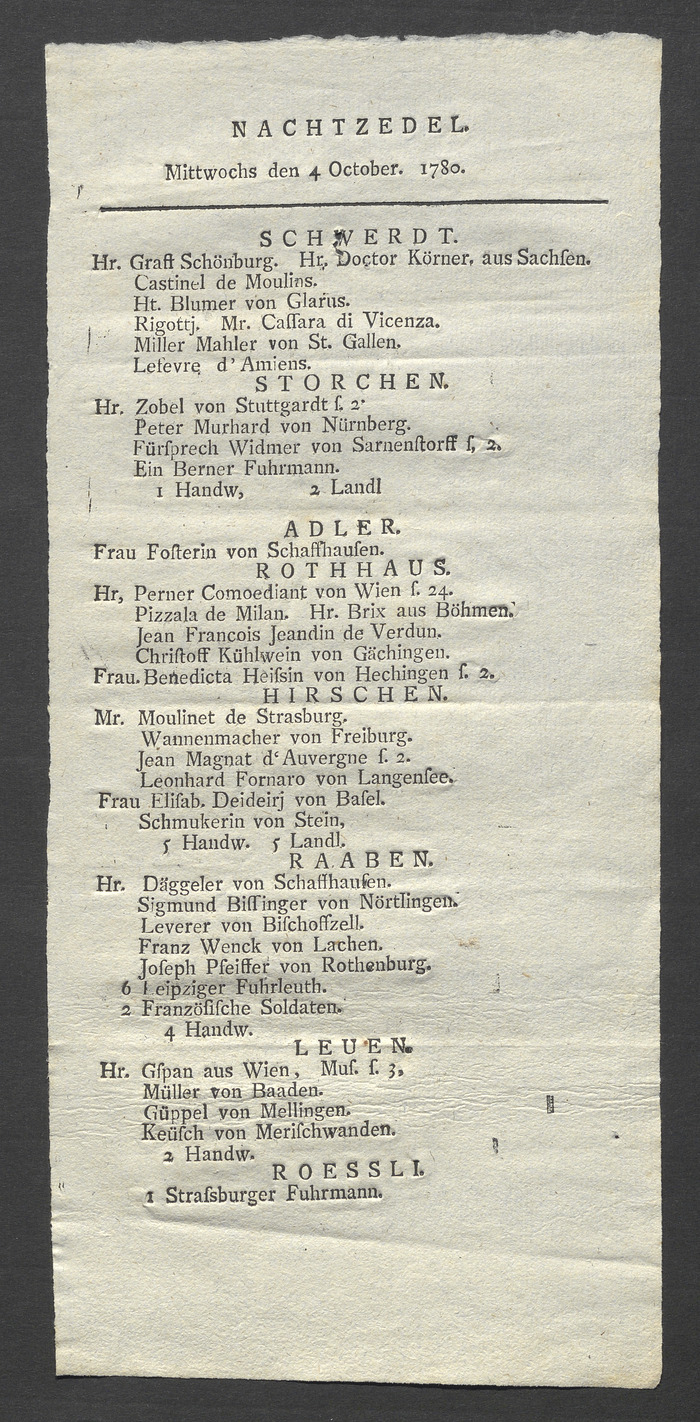 NACHTZEDEL.
Mittwochs den 4 October. 1780.
SCHWERDT.
Hr. Graff Schönburg. Hr. Doctor Körner, aus Sachſen.
Castinel de Moulins.
Ht. Blumer von Glarus.
Rigottj. Mr. Caſſara di Vicenza.
Miller Mahler von St. Gallen.
Lefevre d'Amiens.
STORCHEN.
Hr. Zobel von Stuttgardt ſ. 2.
Peter Murhard von Nürnberg.
Fürſprech Widmer von Sarnenſtorff ſ, 2.
Ein Berner Fuhrmann.
1 Handw, 2 Landl
ADLER.
Frau Foſterin von Schaffhauſen.
ROTHHAUS.
Hr, Perner Comoediant von Wien ſ. 24.
Pizzala de Milan. Hr. Brix aus Böhmen.
Jean Francois Jeandin de Verdun.
Chriſtoff Kühlwein von Gächingen.
Frau. Benedicta Heiſsin von Hechingen ſ. 2.
HIRSCHEN.
Mr. Moulinet de Strasburg.
Wannenmacher von Freiburg.
Jean Magnat d'Auvergne ſ. 2.
Leonhard Fornaro von Langenſee.
Frau Eliſab. Deideirj von Baſel.
Schmukerin von Stein,
5 Handw. 5 Landl.
RAABEN.
Hr. Däggeler von Schaffhauſen.
Sigmund Biſſinger von Nörtlingen.
Leverer von Biſchoffzell.
Franz Wenck von Lachen.
Joſeph Pfeiffer von Rothenburg.
6 Leipziger Fuhrleuth.
2 Franzöſiſche Soldaten.
4 Handw.
LEUEN.
Hr. Gſpan aus Wien, Muſ. ſ. 3,
Müller von Baaden.
Güppel von Mellingen.
Keüſch von Meriſchwanden.
2 Handw.
ROESSLI.
1 Straſsburger Fuhrmann.